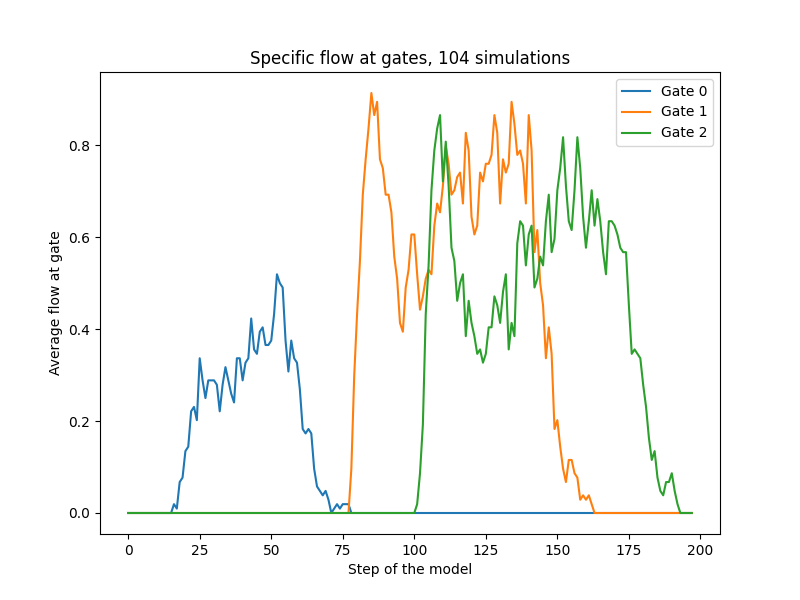 Specific flow at gates, 104 simulations
Gate 0
Gate 1
Gate 2
Average flow at gate
0.8
0.6
0.4
0.2
0.0
0 25 50 75 100 125 150 175 200
Step of the model